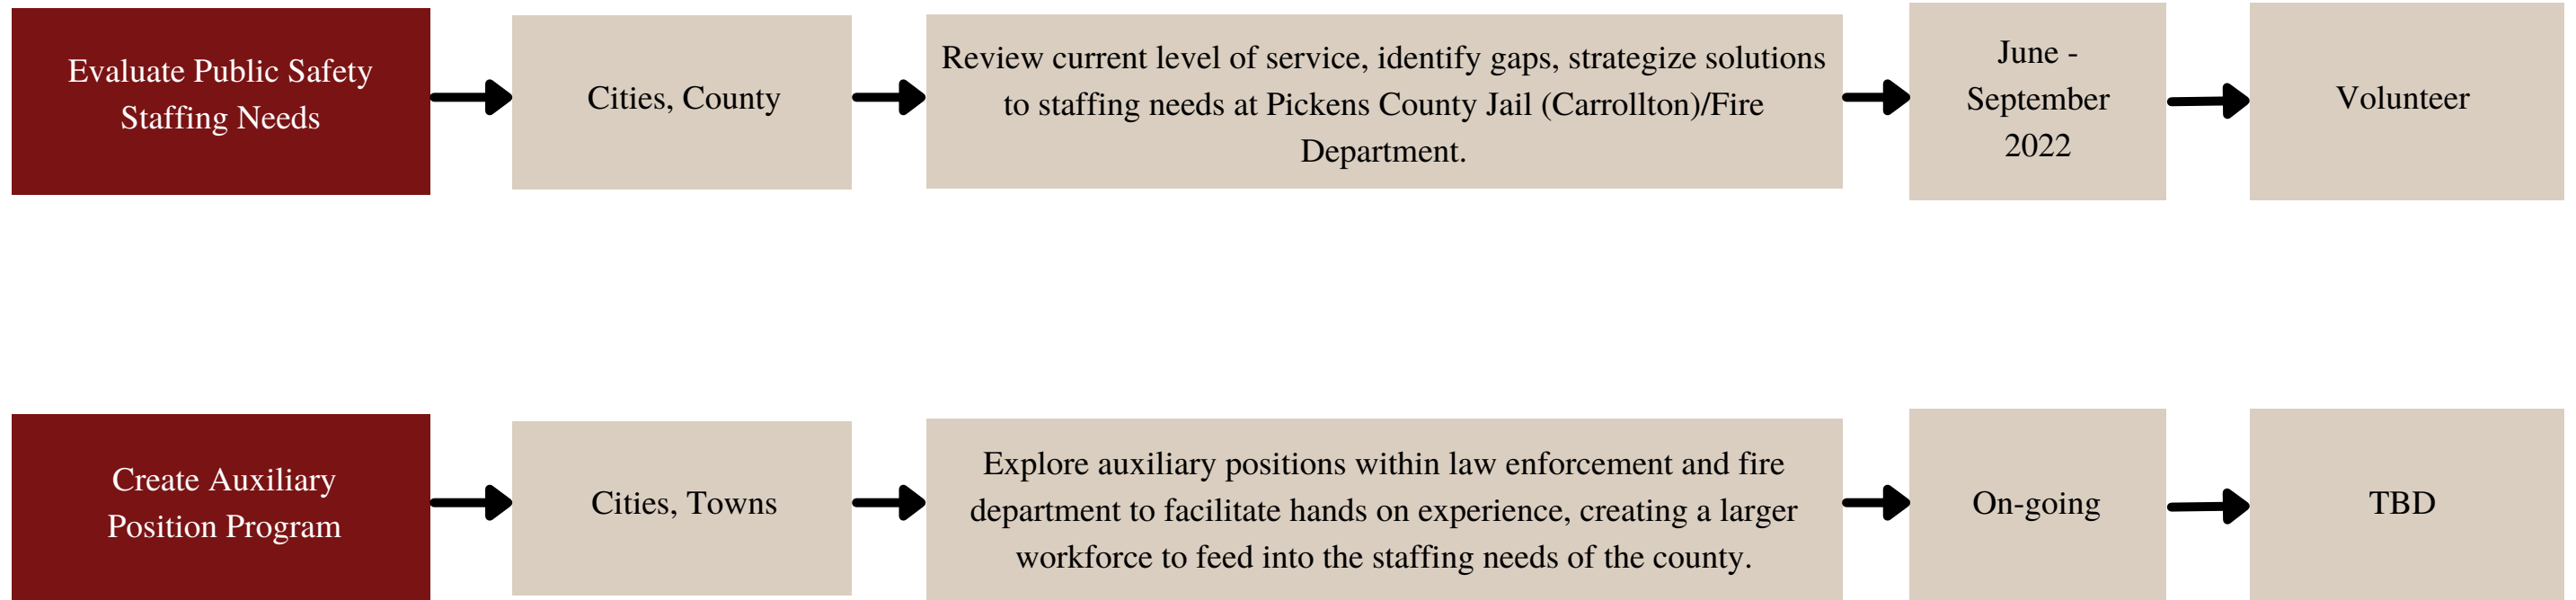 Evaluate Public Safety
Staffing Needs
Cities, County
Review current level of service, identify gaps, strategize solutions
to staffing needs at Pickens County Jail (Carrollton)/Fire
Department.
June -
September
2022
Volunteer
Create Auxiliary
Position Program
Cities, Towns
Explore auxiliary positions within law enforcement and fire
department to facilitate hands on experience, creating a larger
workforce to feed into the staffing needs of the county.
On-going
TBD